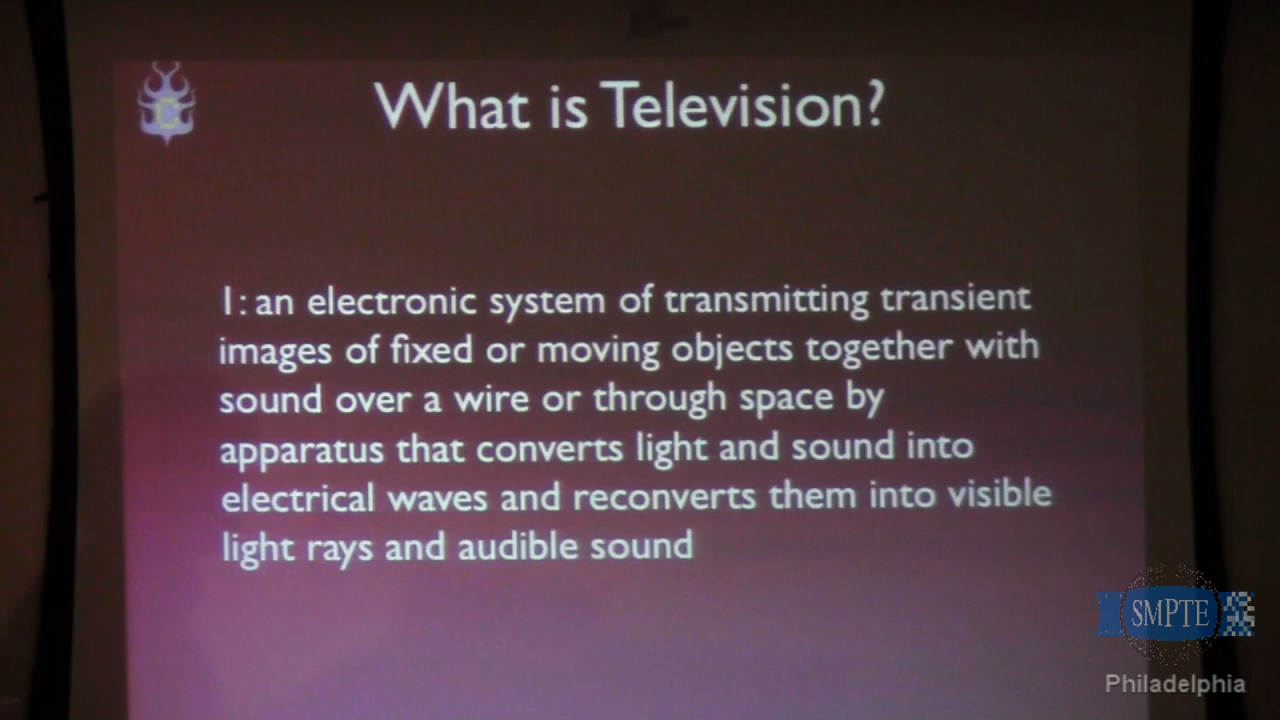 What is Television?
1: an electronic system of transmitting transient
images of fixed or moving objects together with
sound over a wire or through space by
apparatus that converts light and sound into
electrical waves and reconverts them into visible
light rays and audible sound
SMPTE
Philadelphia